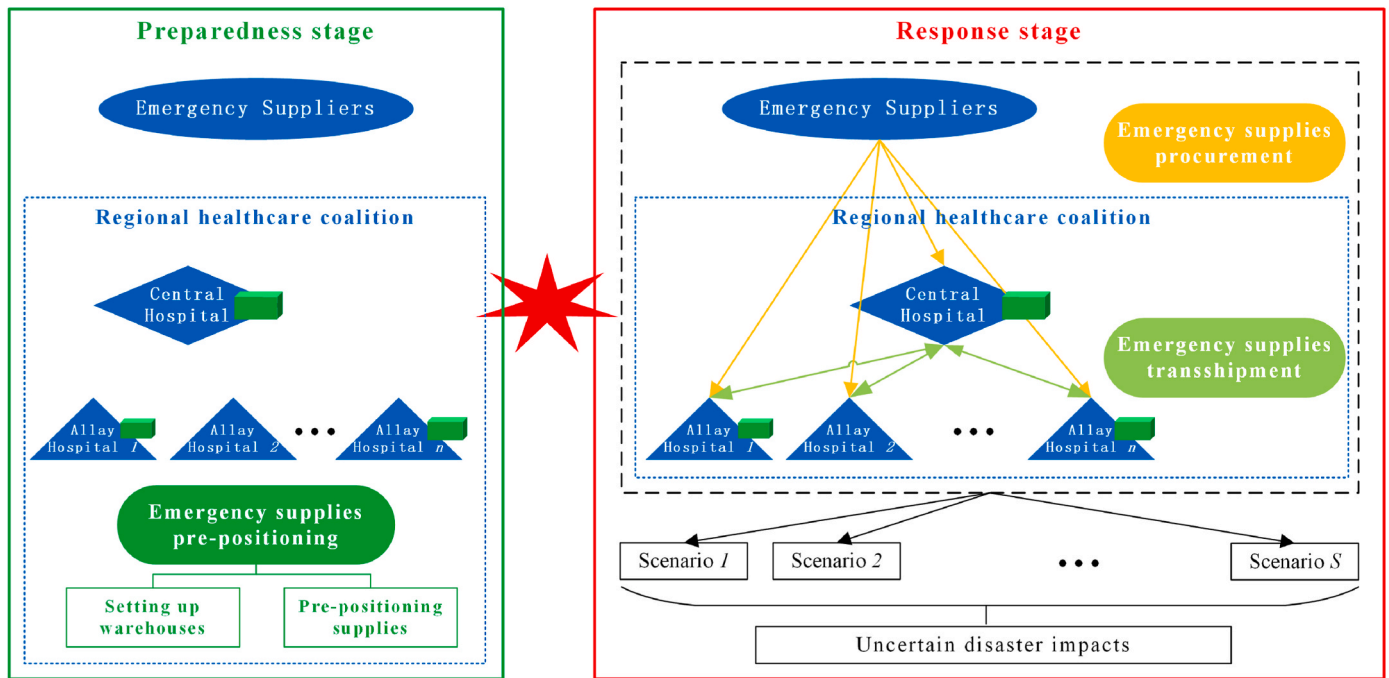 Preparedness stage
Emergency Suppliers
Regional healthcare coalition
Central
Hospital
Allay
Hospital 1
Allay
Hospital 2
•••
Allay
Hospital n
Emergency supplies
pre-positioning
Setting up
warehouses
Pre-positioning
supplies
Response stage
Emergency Suppliers
Emergency supplies
procurement
Regional healthcare coalition
Central
Hospital
Emergency supplies
transshipment
Allay
Hospital 1
Allay
Hospital 2
•••
Allay
Hospital n
Scenario 1
Scenario 2
•••
Scenario S
Uncertain disaster impacts